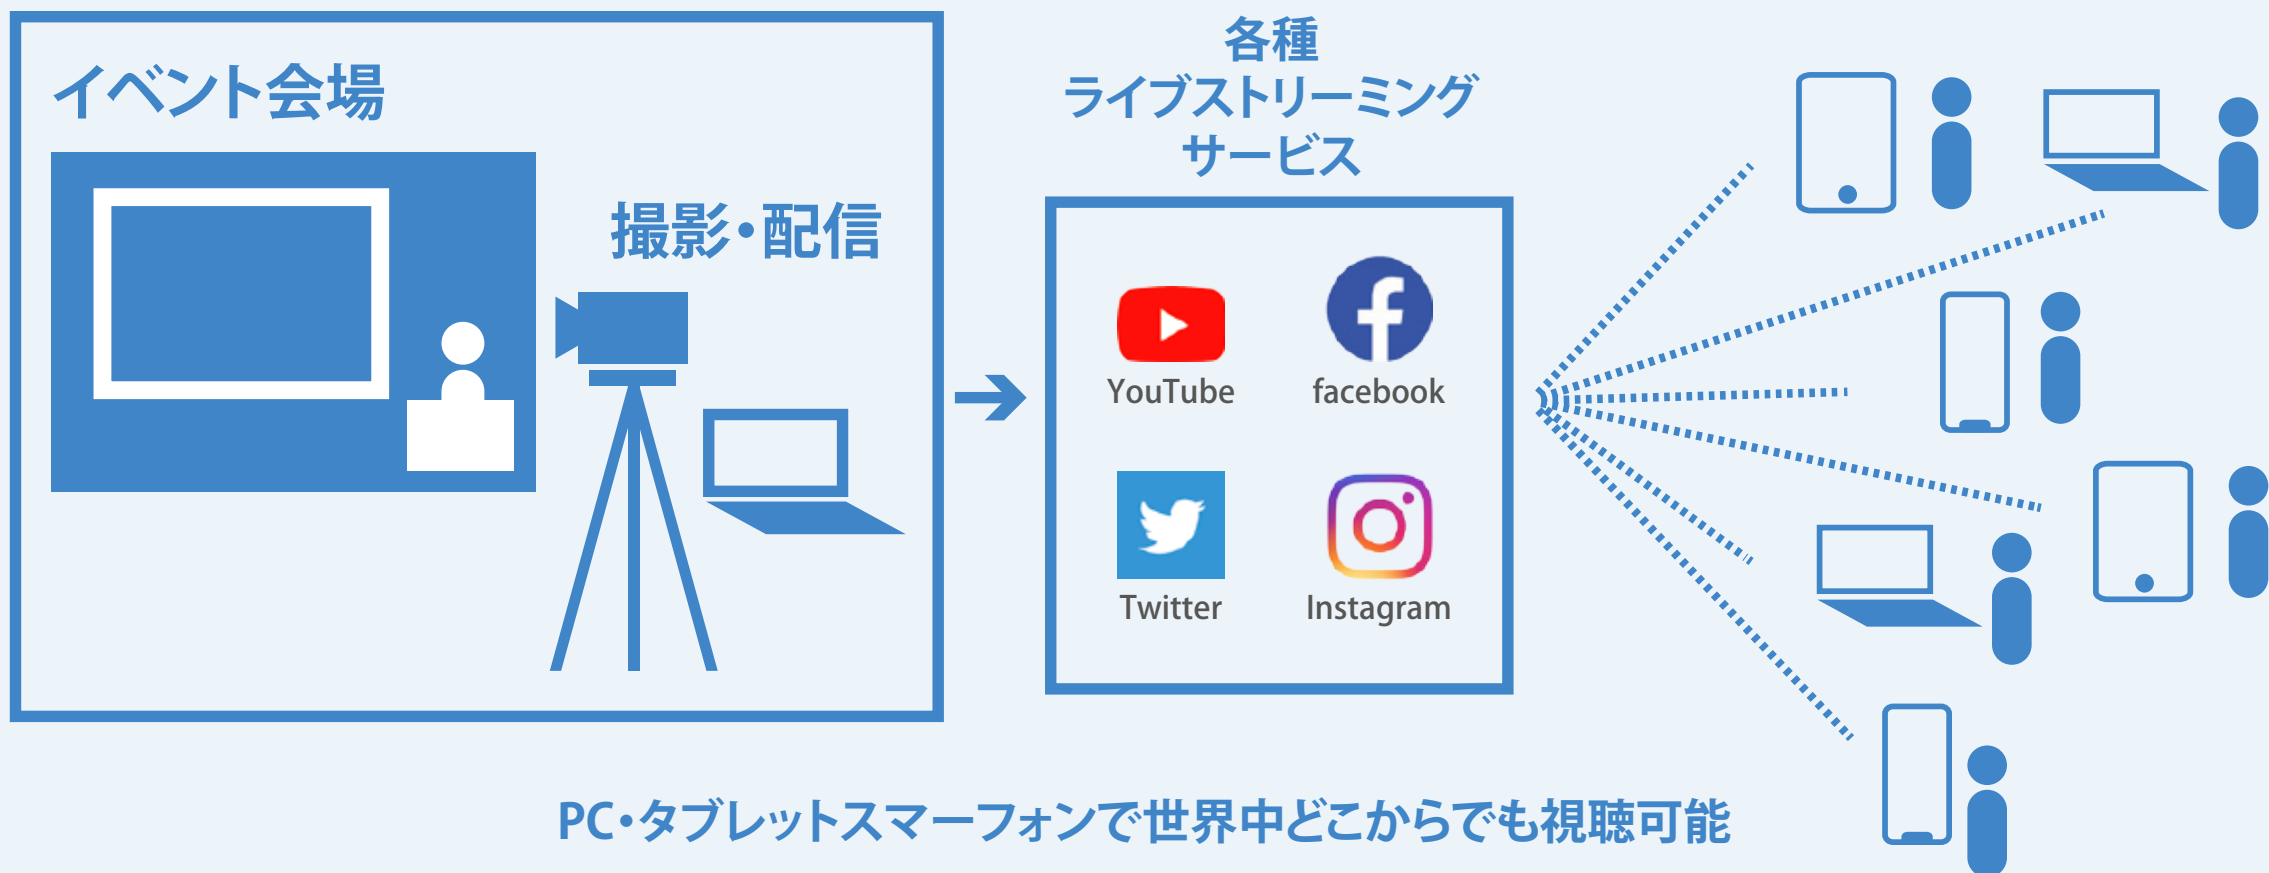 イベント会場
撮影・配信
各種
ライブストリーミング
サービス
YouTube
facebook
Twitter
Instagram
PC・タブレットスマーフォンで世界中どこからでも視聴可能